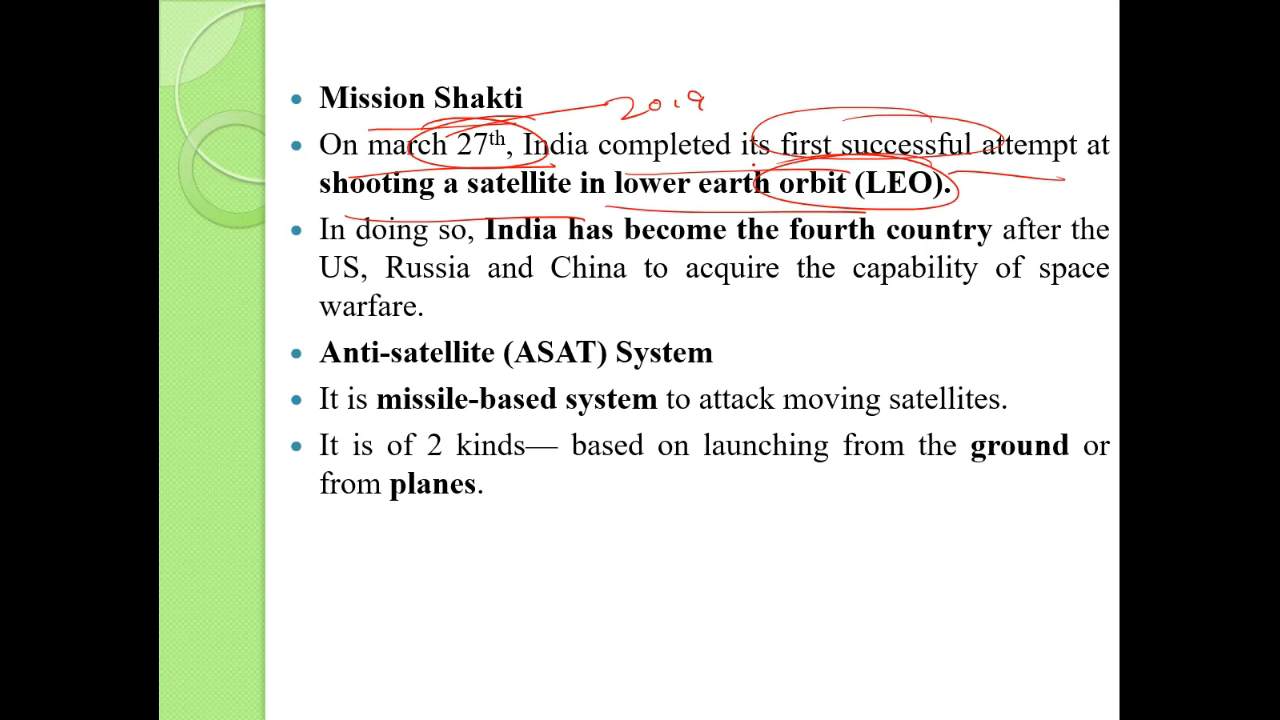 Mission Shakti
2019
On march 27th, India completed its first successful attempt at
shooting a satellite in lower earth orbit (LEO).
In doing so, India has become the fourth country after the
US, Russia and China to acquire the capability of space
warfare.
Anti-satellite (ASAT) System
It is missile-based system to attack moving satellites.
It is of 2 kinds— based on launching from the ground or
from planes.